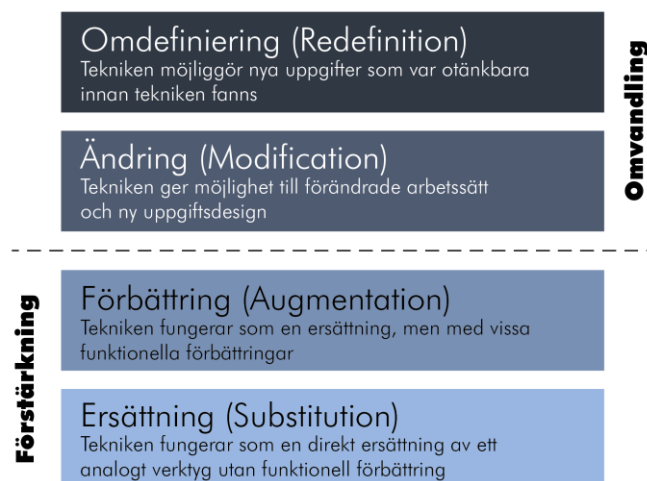 Omdefiniering (Redefinition)
Tekniken möjliggör nya uppgifter som var otänkbara
innan tekniken fanns
Omvandling
Ändring (Modification)
Tekniken ger möjlighet till förändrade arbetssätt
och ny uppgiftsdesign
Förstärkning
Förbättring (Augmentation)
Tekniken fungerar som en ersättning, men med vissa
funktionella förbättringar
Ersättning (Substitution)
Tekniken fungerar som en direkt ersättning av ett
analogt verktyg utan funktionell förbättring